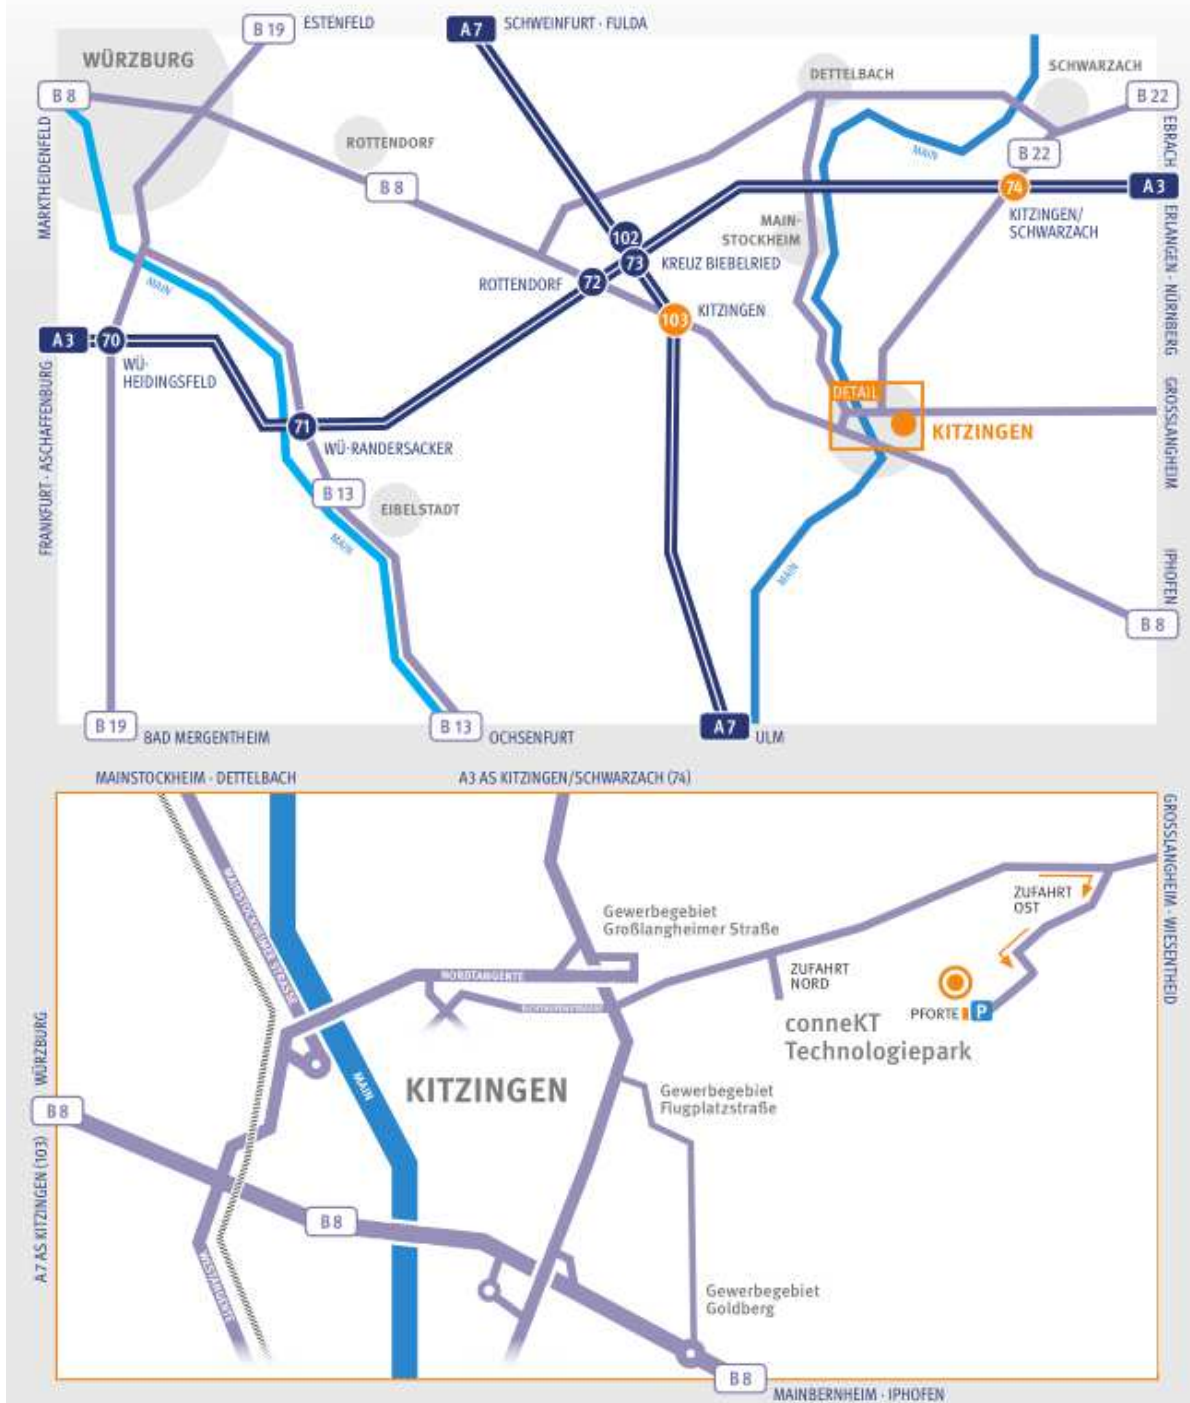 B 19
ESTENFELD
A 7
SCHWEINFURT · FULDA
WÜRZBURG
DETTELBACH
SCHWARZACH
B 8
B 22
ROTTENDORF
MAIN
B 22
EBRACH
MARKTHEIDENFELD
B 8
74
A 3
KITZINGEN/
SCHWARZACH
MAIN-
STOCKHEIM
102
73
KREUZ BIEBELRIED
ROTTENDORF
72
MAIN
103
KITZINGEN
ERLANGEN · NÜRNBERG
A 3
70
WÜ-
HEIDINGSFELD
DETAIL
KITZINGEN
71
WÜ-RANDERSACKER
GROSSLANGHEIM
FRANKFURT · ASCHAFFENBURG
B 13
EIBELSTADT
MAIN
MAIN
IPHOFEN
B 8
B 19
BAD MERGENTHEIM
B 13
OCHSENFURT
A 7
ULM
MAINSTOCKHEIM · DETTELBACH
A3 AS KITZINGEN/SCHWARZACH (74)
GROSSLANGHEIM · WIESENTHEID
MAINSTOCKHEIMER STRASSE
Gewerbegebiet
Großlangheimer Straße
ZUFAHRT
OST
NORDTANGENTE
ZUFAHRT
NORD
PFORTE
P
conneKT
Technologiepark
WÜRZBURG
MAIN
KITZINGEN
Gewerbegebiet
Flugplatzstraße
B 8
A 7 AS KITZINGEN (103)
B 8
WESTTANGENTE
Gewerbegebiet
Goldberg
B 8
MAINBERNHEIM · IPHOFEN